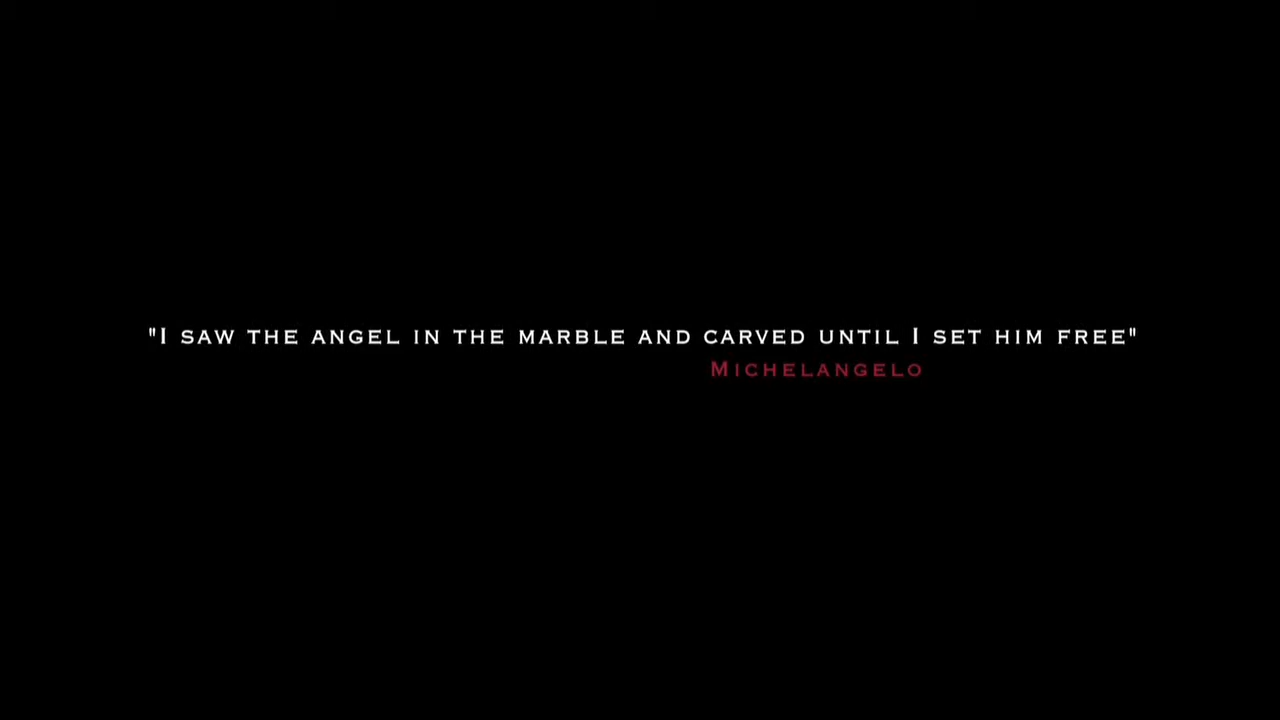 "I SAW THE ANGEL IN THE MARBLE AND CARVED UNTIL I SET HIM FREE"
MICHELANGELO